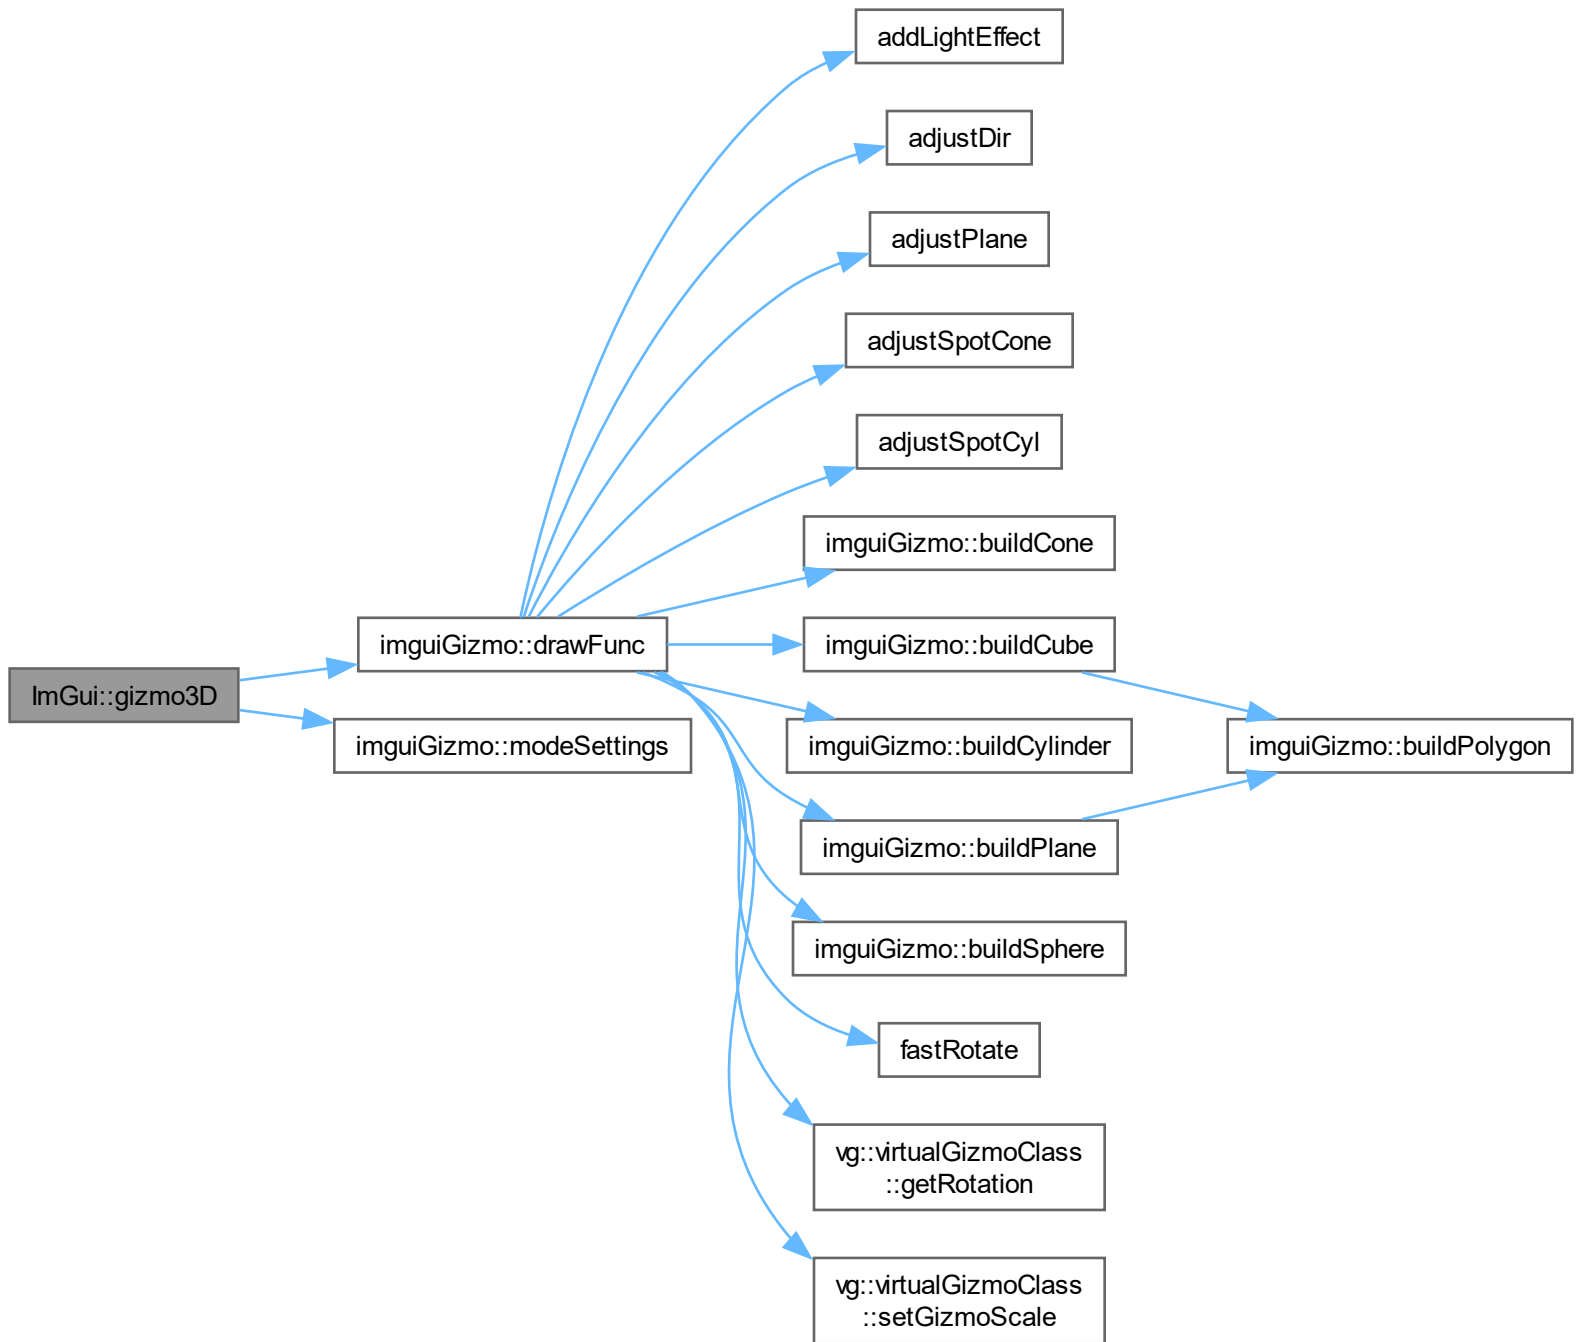 addLightEffect
adjustDir
adjustPlane
adjustSpotCone
adjustSpotCyl
imguiGizmo::buildCone
imguiGizmo::drawFunc
imguiGizmo::buildCube
ImGui::gizmo3D
imguiGizmo::modeSettings
imguiGizmo::buildCylinder
imguiGizmo::buildPolygon
imguiGizmo::buildPlane
imguiGizmo::buildSphere
fastRotate
vg::virtualGizmoClass
::getRotation
vg::virtualGizmoClass
::setGizmoScale